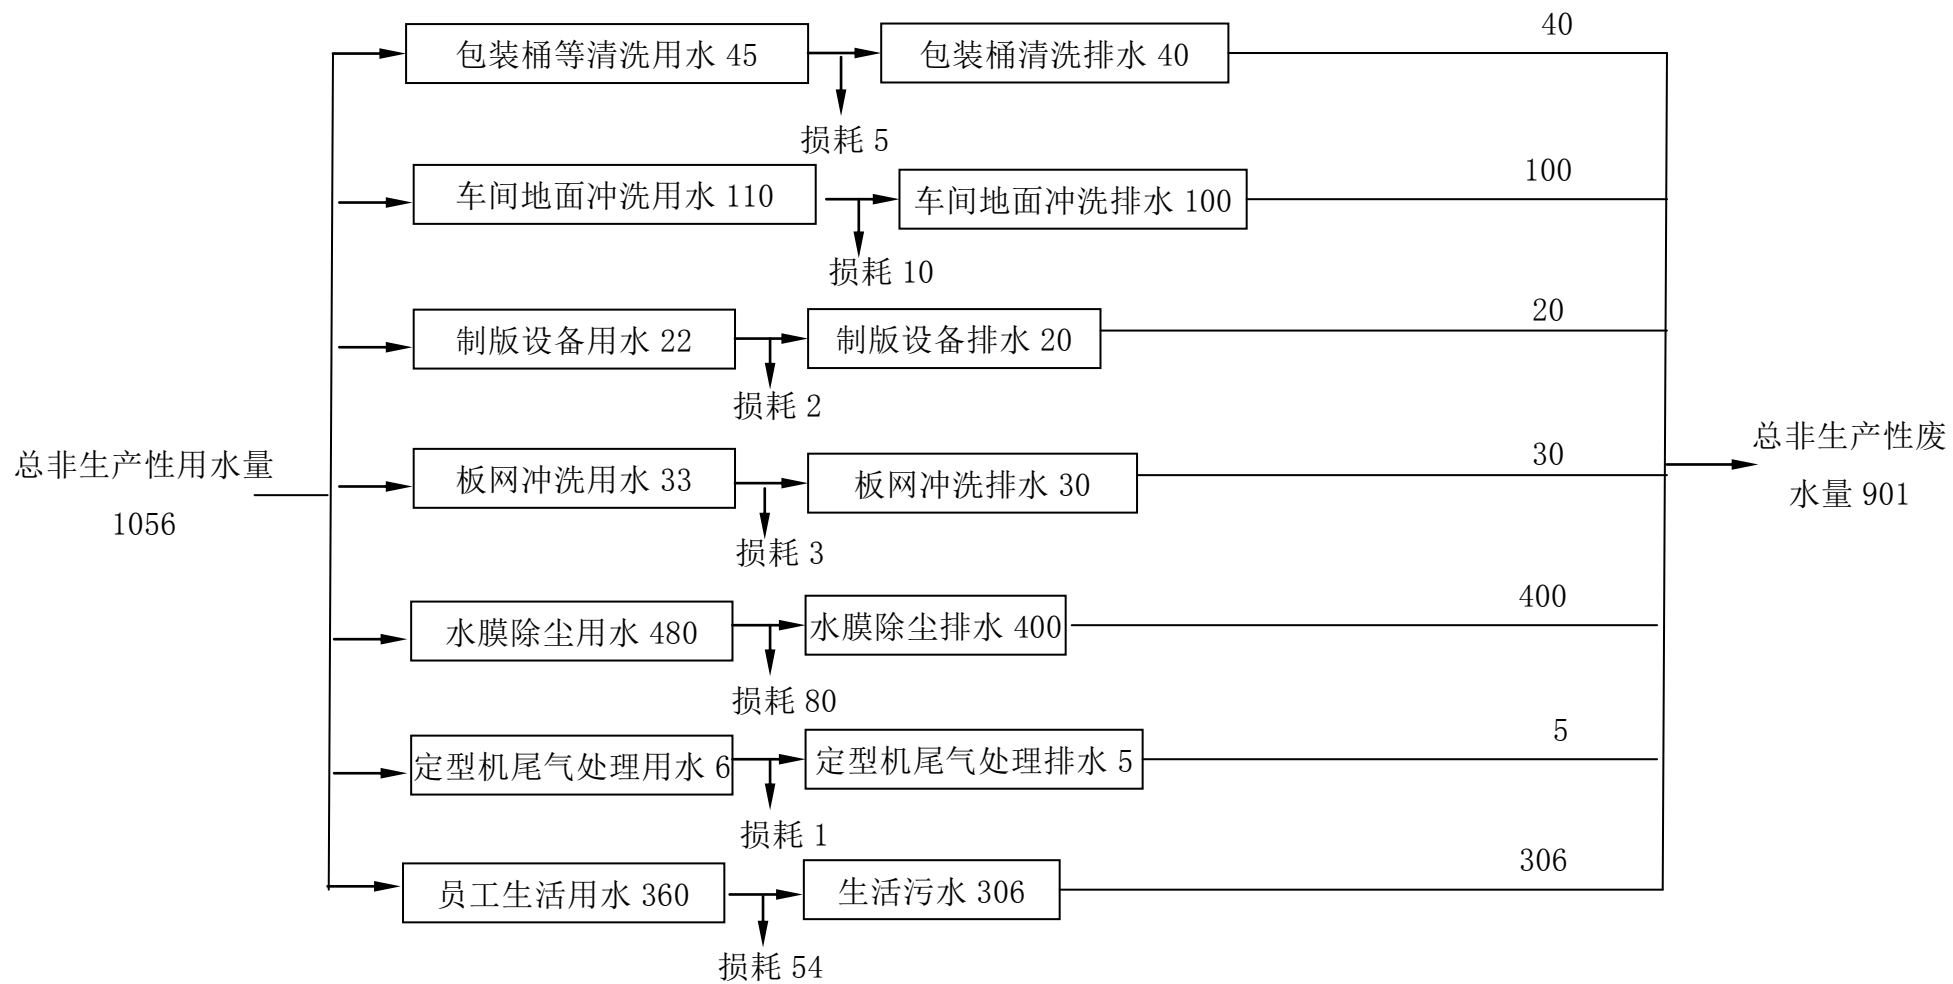 40
包装桶等清洗用水 45
包装桶清洗排水 40
损耗 5
100
车间地面冲洗用水 110
车间地面冲洗排水 100
损耗 10
20
制版设备用水 22
制版设备排水 20
损耗 2
总非生产性用水量
1056
总非生产性废
水量 901
30
板网冲洗用水 33
板网冲洗排水 30
损耗 3
400
水膜除尘用水 480
水膜除尘排水 400
损耗 80
5
定型机尾气处理用水 6
定型机尾气处理排水 5
损耗 1
306
员工生活用水 360
生活污水 306
损耗 54